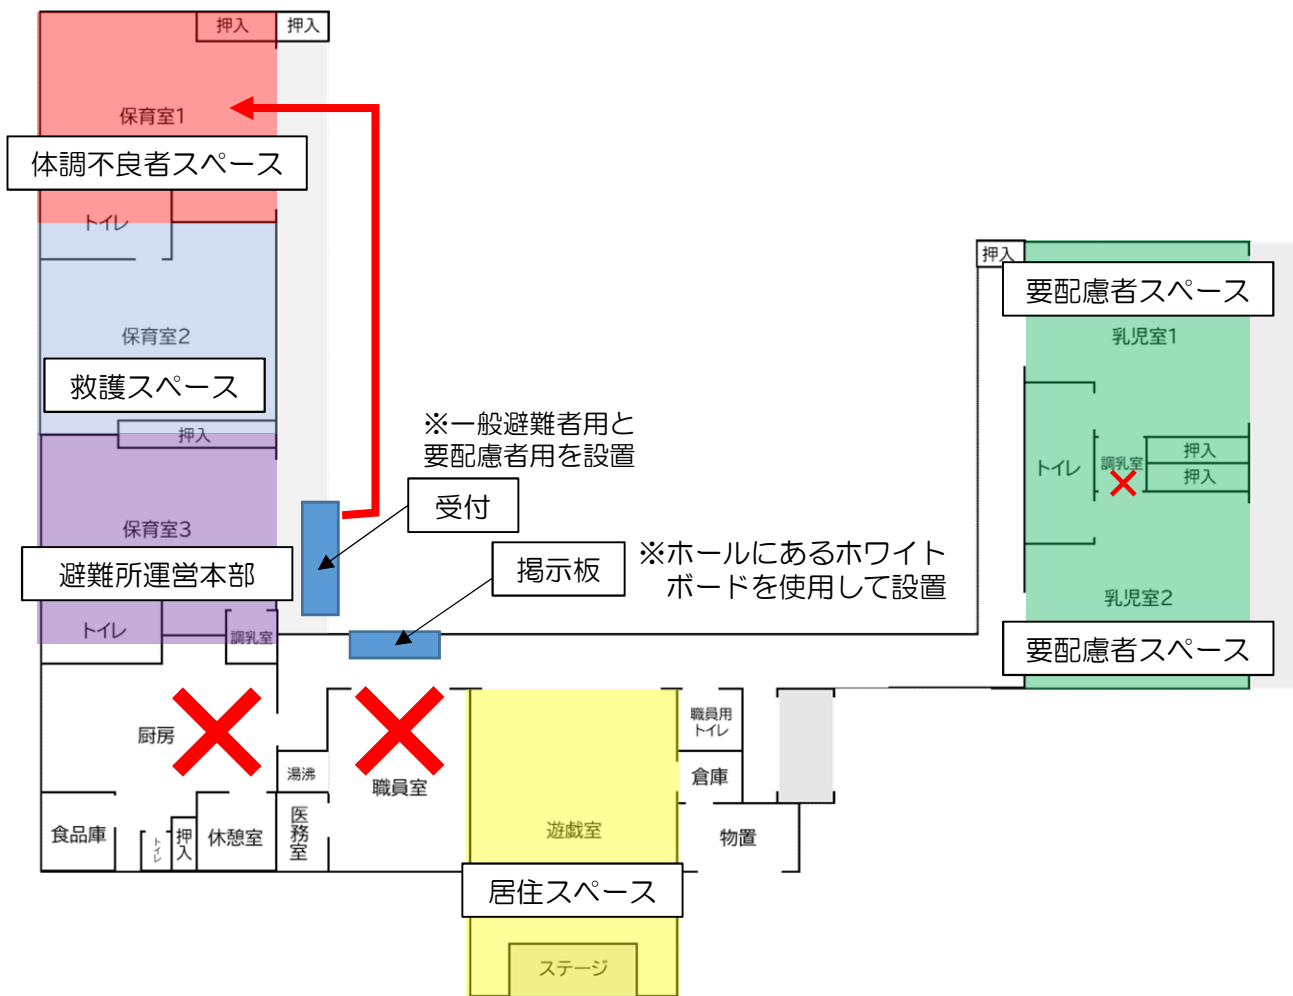 押入
押入
保育室1
体調不良者スペース
トイレ
保育室2
救護スペース
押入
保育室3
避難所運営本部
トイレ
調乳室
※一般避難者用と
要配慮者用を設置
受付
掲示板
※ホールにあるホワイト
ボードを使用して設置
押入
要配慮者スペース
乳児室1
トイレ
調乳室
押入
押入
乳児室2
要配慮者スペース
厨房
湯沸
職員室
職員用
トイレ
倉庫
食品庫
トイレ
押入
休憩室
医務室
遊戯室
物置
居住スペース
ステージ